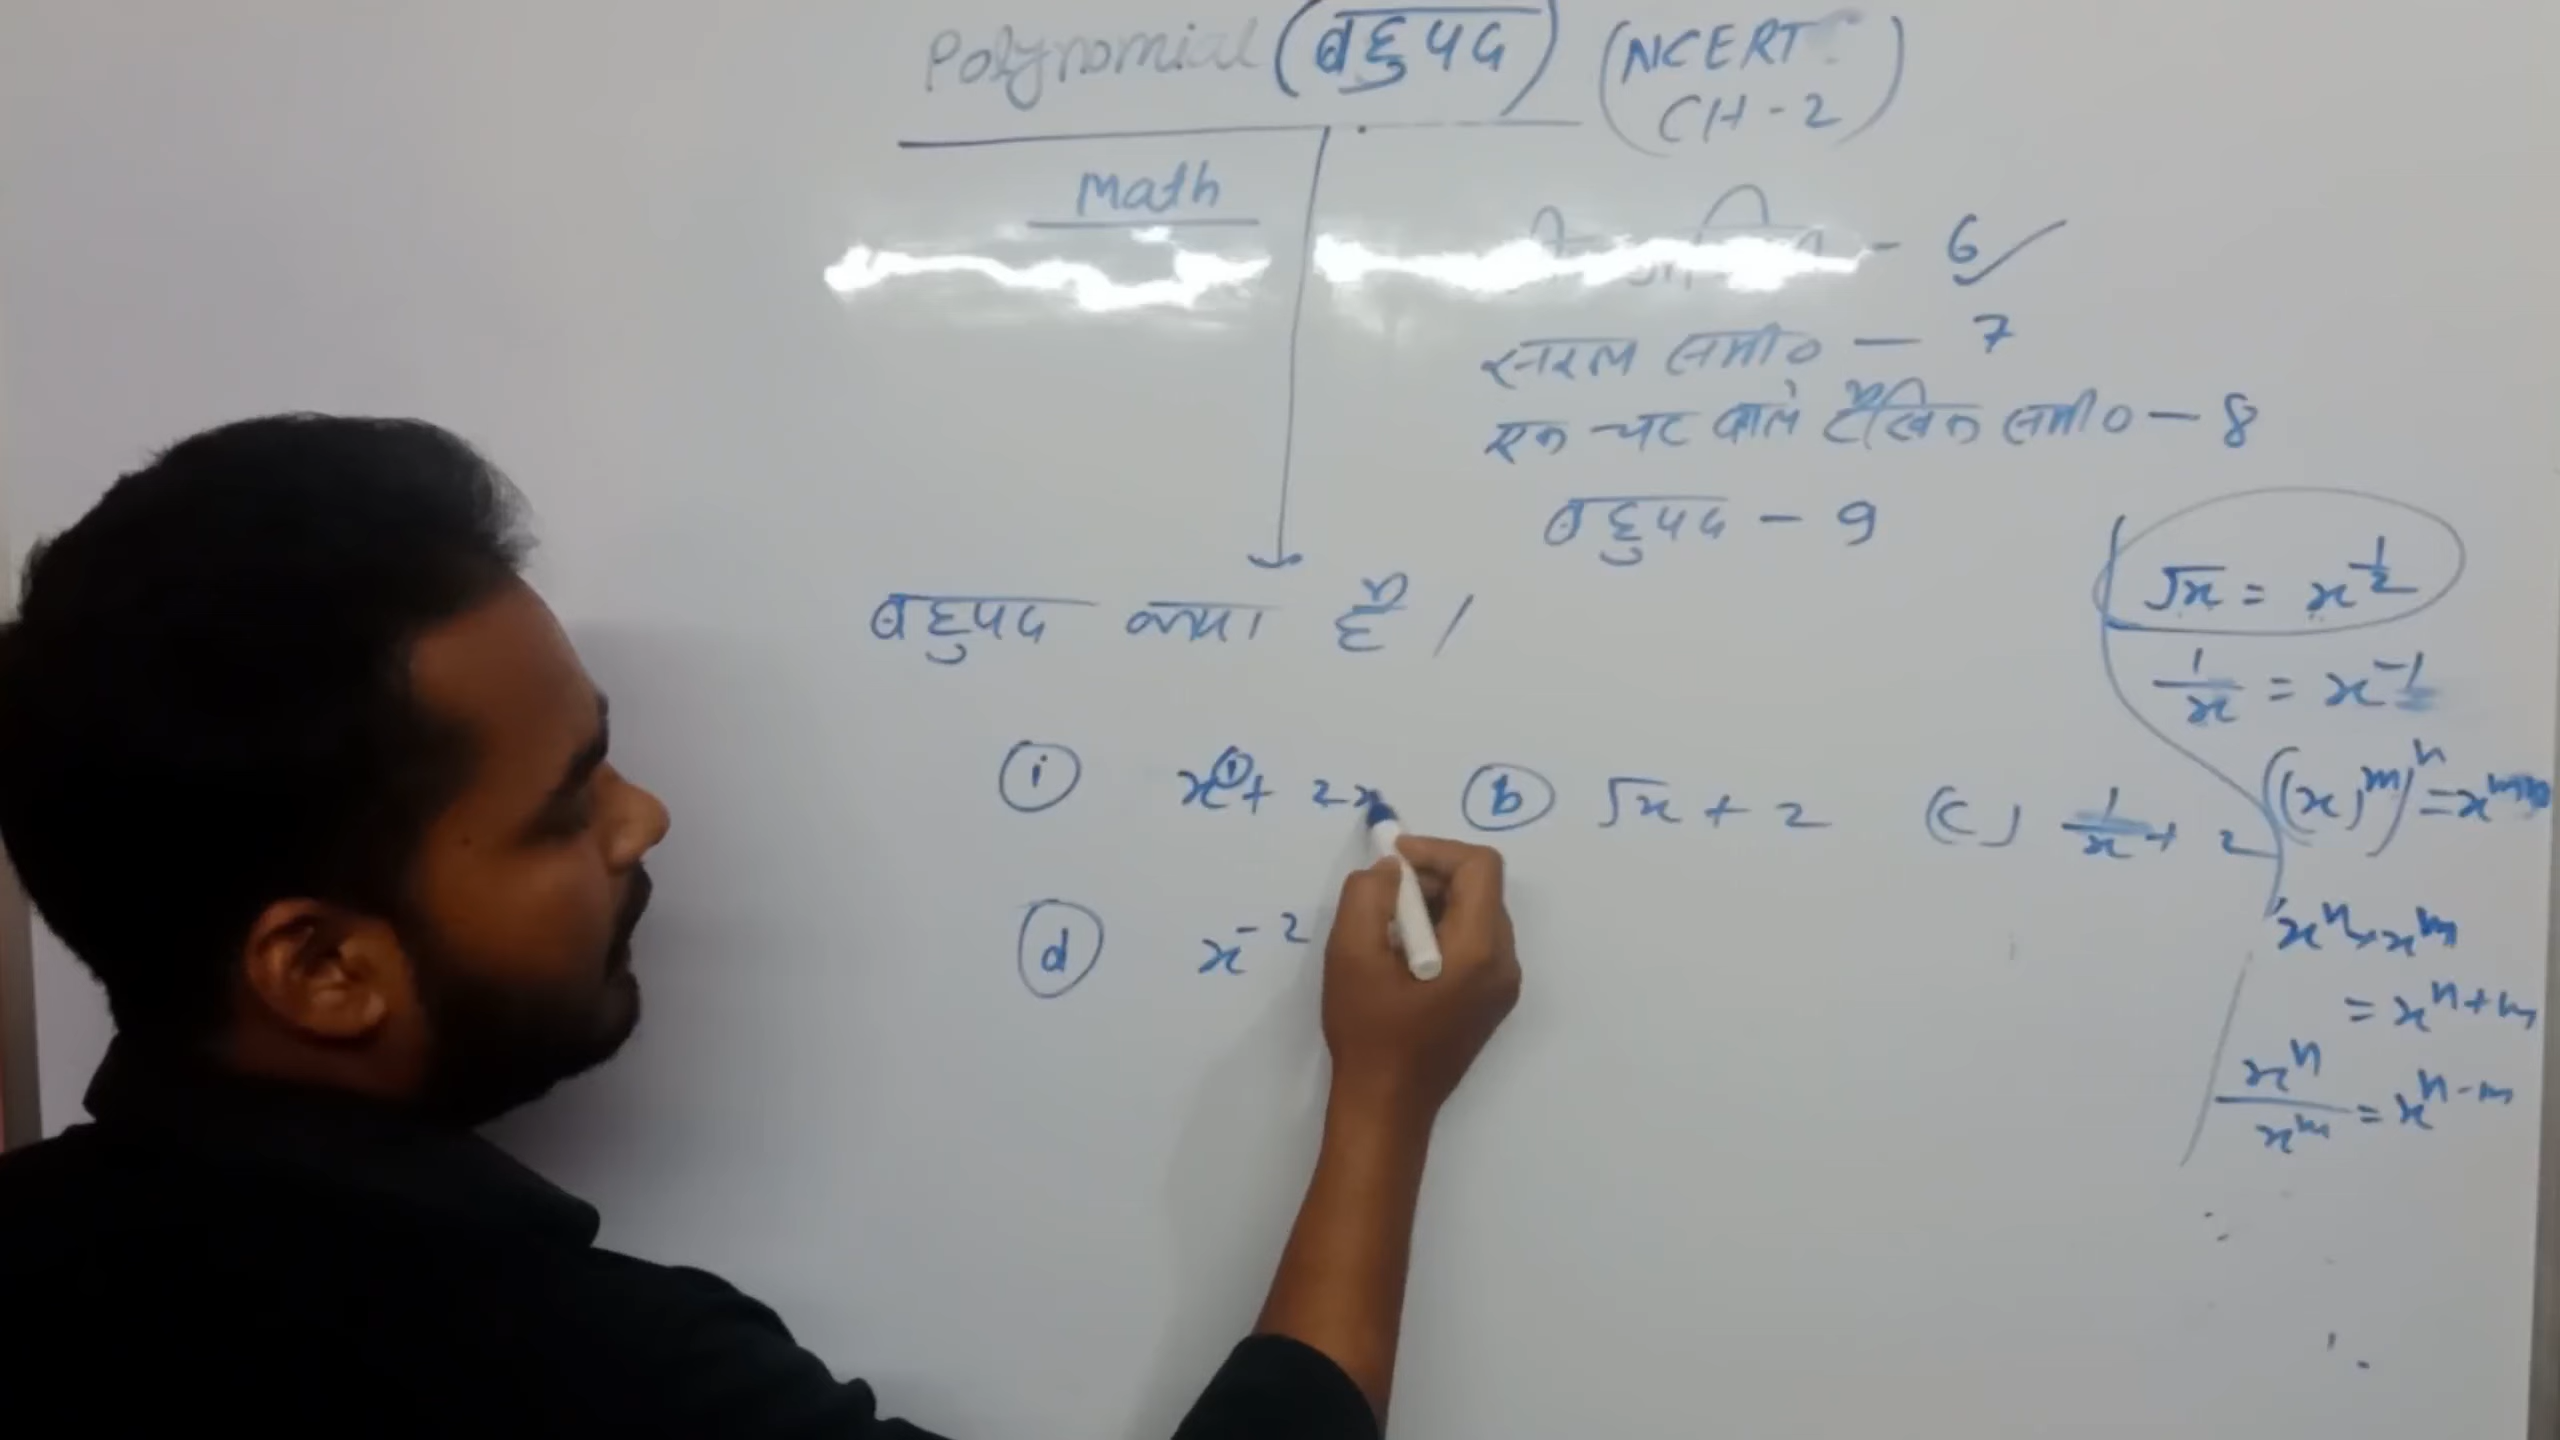 Polynomial (बहुपद) (NCERT CH-2)
Math
- 6
सरल समी० - 7
एक चर वाले रैखिक समी० - 8
बहुपद - 9
बहुपद क्या है /
√x = x^1/2
1/x = x^-1
(i) x^1 + 2x (b) √x + 2 (c) 1/x + 2
((x)^m)^n = x^mn
(d) x^-2
x^n × x^m
= x^n+m
x^n/x^m = x^n-m